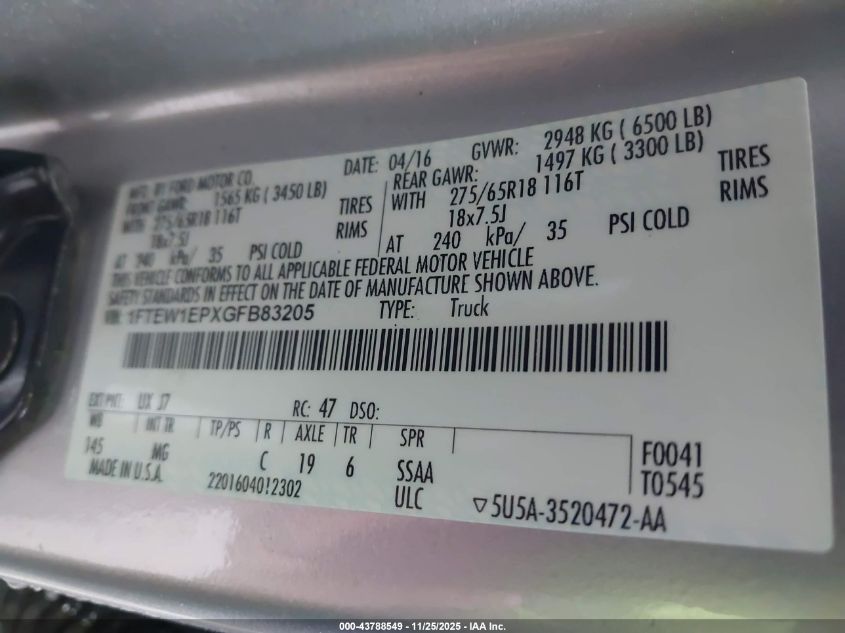 MFD. BY FORD MOTOR CO. DATE: 04/16 GVWR: 2948 KG ( 6500 LB)
FRONT GAWR: 1565 KG ( 3450 LB) REAR GAWR: 1497 KG ( 3300 LB)
WITH 275/65R18 116T TIRES WITH 275/65R18 116T TIRES
18x7.5J RIMS 18x7.5J RIMS
AT 240 kPa/ 35 PSI COLD AT 240 kPa/ 35 PSI COLD
THIS VEHICLE CONFORMS TO ALL APPLICABLE FEDERAL MOTOR VEHICLE
SAFETY STANDARDS IN EFFECT ON THE DATE OF MANUFACTURE SHOWN ABOVE.
VIN: 1FTEW1EPXGFB83205 TYPE: Truck
EXT PNT: UX J7 RC: 47 DSO:
WB INT TR TP/PS R AXLE TR SPR
145 MG C 19 6 SSAA F0041
MADE IN U.S.A. 2201604012302 ULC T0545
▽5U5A-3520472-AA
000-43788549 - 11/25/2025 - IAA Inc.